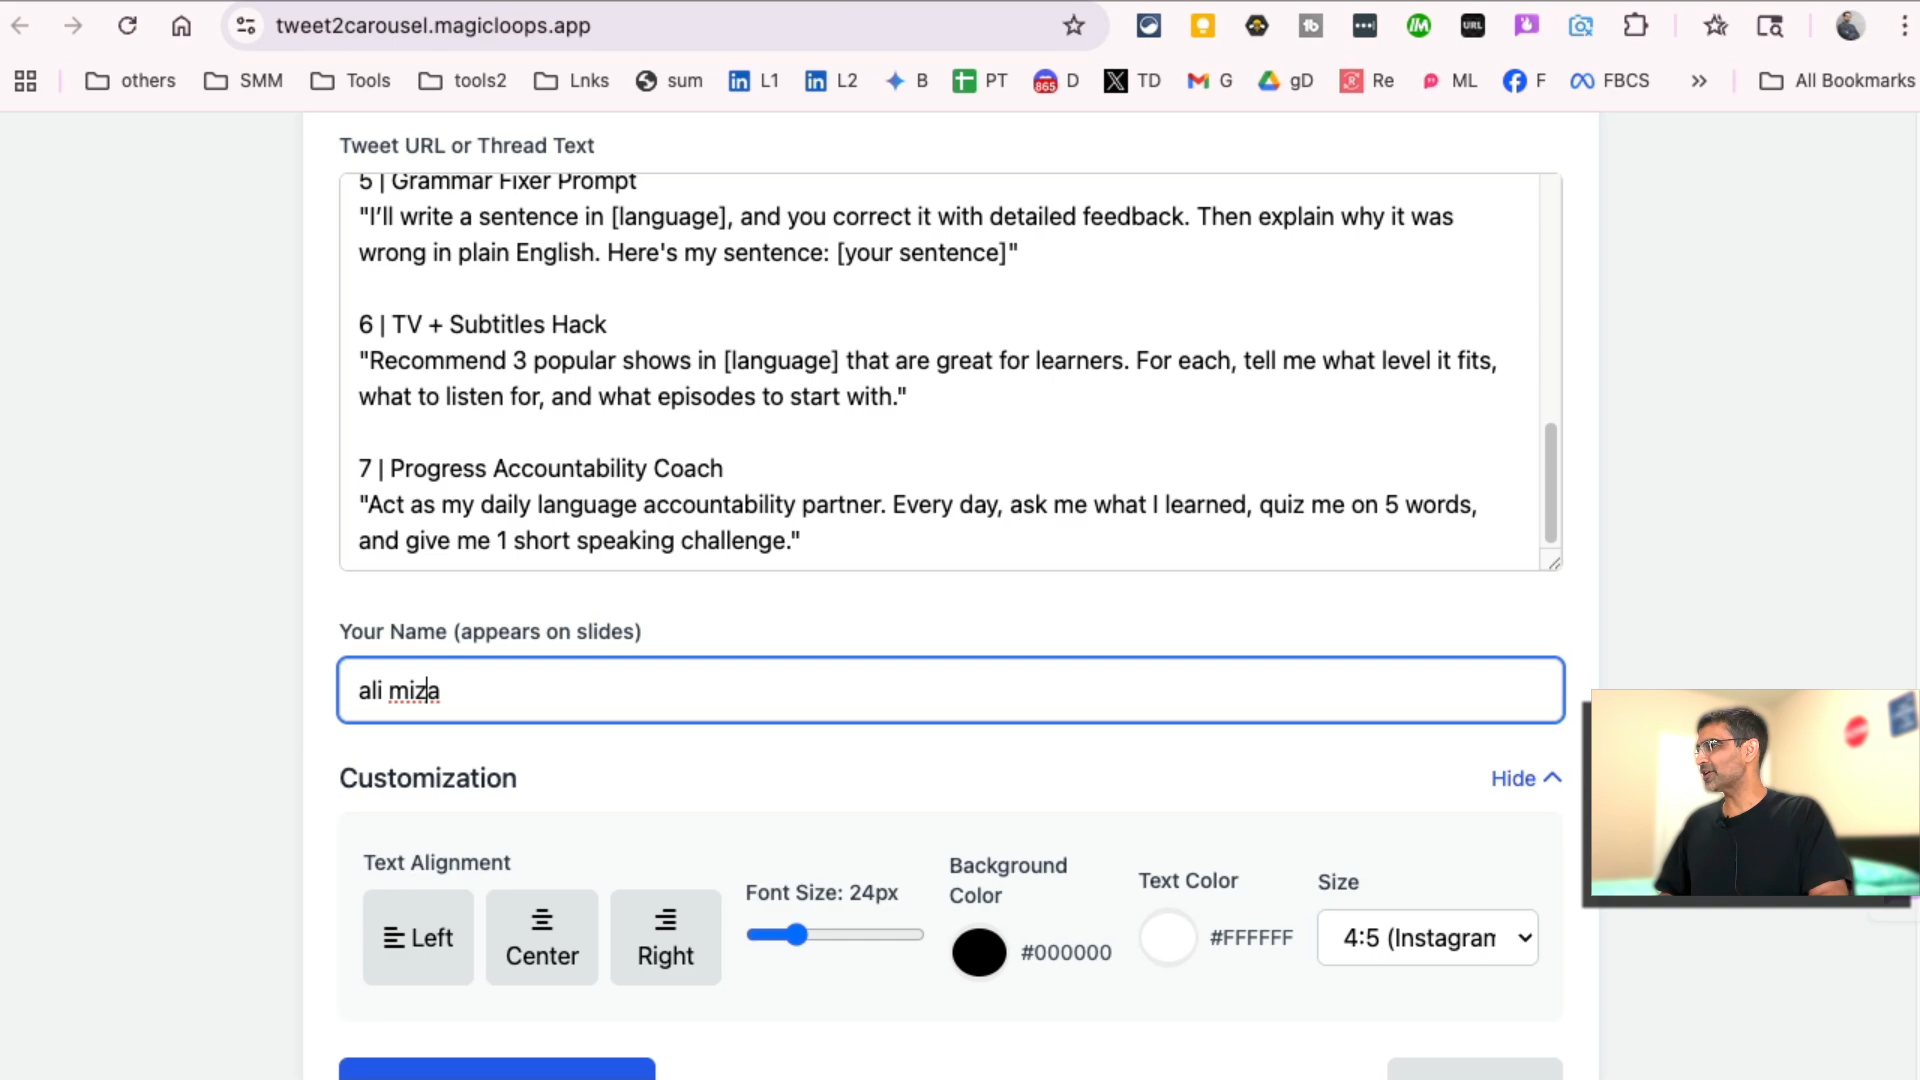 tweet2carousel.magicloops.app
tb
IM
URL
others
SMM
Tools
tools2
Lnks
sum
in L1
in L2
B
PT
865 D
X TD
G
gD
R Re
ML
F
FBCS
»
All Bookmarks
Tweet URL or Thread Text
5 | Grammar Fixer Prompt
"I’ll write a sentence in [language], and you correct it with detailed feedback. Then explain why it was
wrong in plain English. Here's my sentence: [your sentence]"
6 | TV + Subtitles Hack
"Recommend 3 popular shows in [language] that are great for learners. For each, tell me what level it fits,
what to listen for, and what episodes to start with."
7 | Progress Accountability Coach
"Act as my daily language accountability partner. Every day, ask me what I learned, quiz me on 5 words,
and give me 1 short speaking challenge."
Your Name (appears on slides)
ali miza
Customization
Hide
Text Alignment
Left
Center
Right
Font Size: 24px
Background
Color
#000000
Text Color
#FFFFFF
Size
4:5 (Instagram